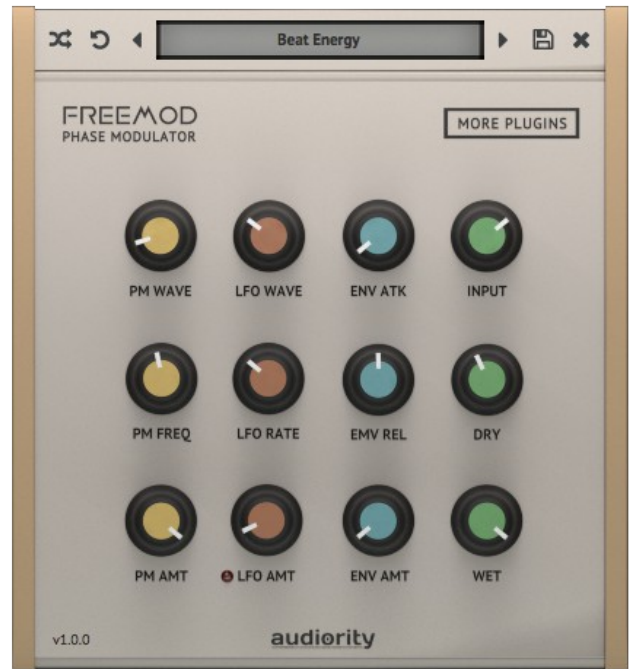 Beat Energy
FREEMOD
PHASE MODULATOR
MORE PLUGINS
PM WAVE LFO WAVE ENV ATK INPUT
PM FREQ LFO RATE EMV REL DRY
PM AMT LFO AMT ENV AMT WET
v1.0.0
audiority